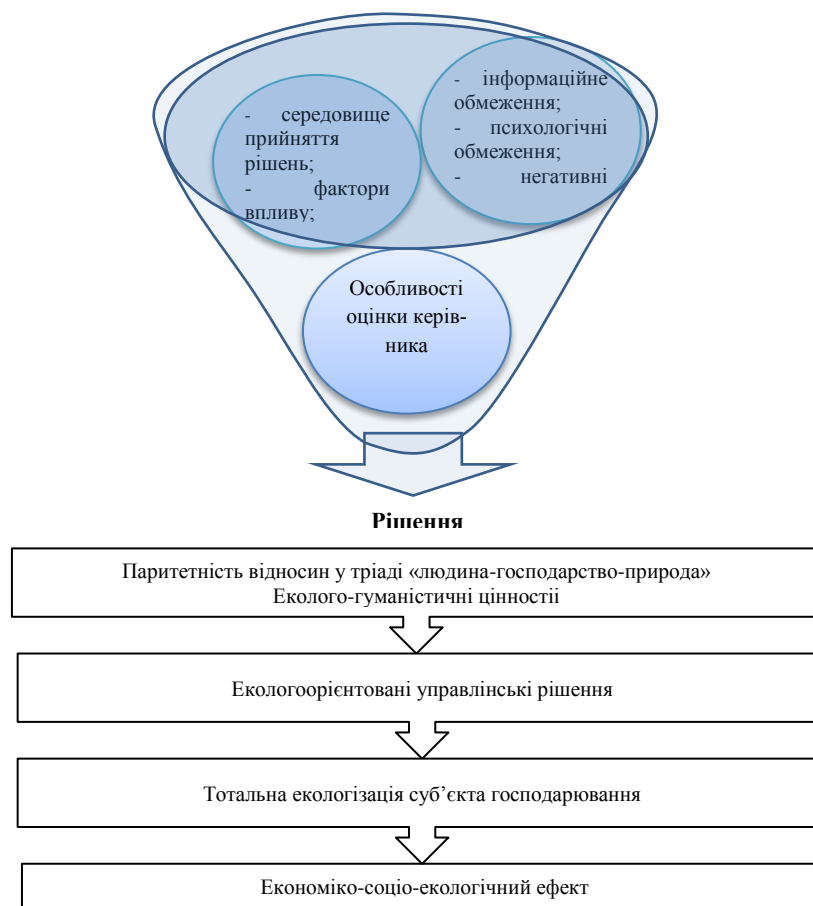 - середовище
прийняття
рішень;
- фактори
впливу;
- інформаційне
обмеження;
- психологічні
обмеження;
- негативні
Особливості
оцінки керів-
ника
Рішення
Паритетність відносин у тріаді «людина-господарство-природа»
Еколого-гуманістичні цінностіі
Екологоорієнтовані управлінські рішення
Тотальна екологізація суб’єкта господарювання
Економіко-соціо-екологічний ефект